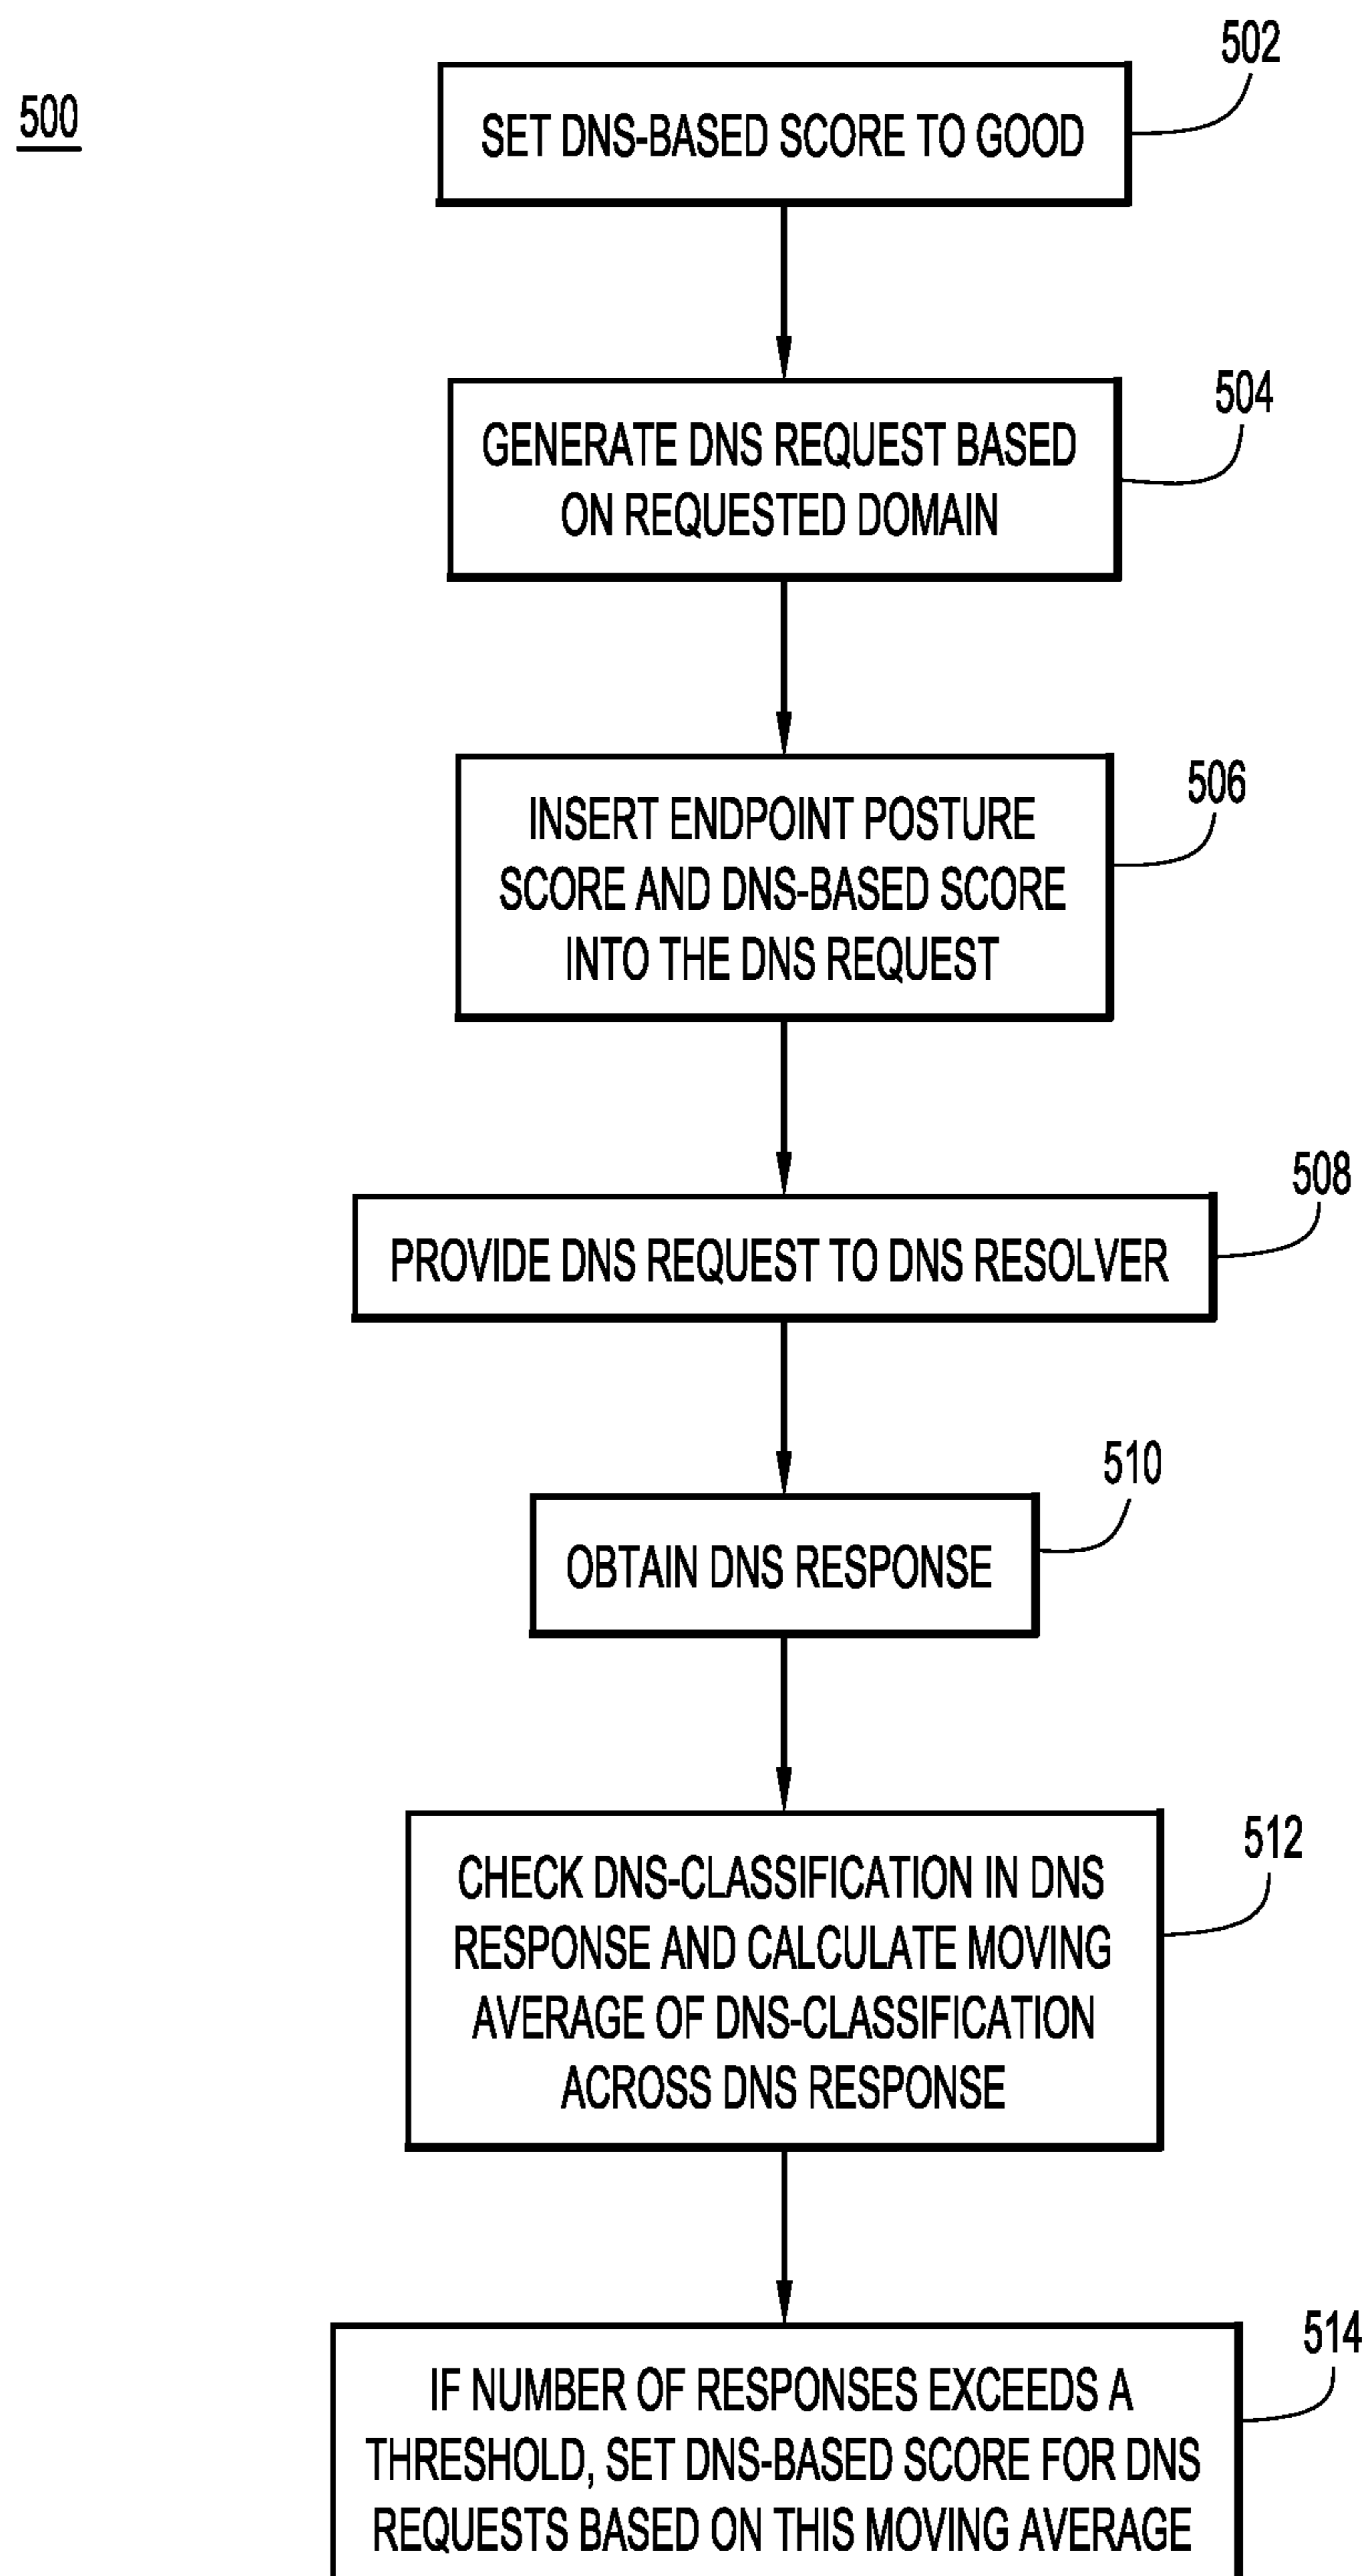 500
502
SET DNS-BASED SCORE TO GOOD
504
GENERATE DNS REQUEST BASED
ON REQUESTED DOMAIN
506
INSERT ENDPOINT POSTURE
SCORE AND DNS-BASED SCORE
INTO THE DNS REQUEST
508
PROVIDE DNS REQUEST TO DNS RESOLVER
510
OBTAIN DNS RESPONSE
512
CHECK DNS-CLASSIFICATION IN DNS
RESPONSE AND CALCULATE MOVING
AVERAGE OF DNS-CLASSIFICATION
ACROSS DNS RESPONSE
514
IF NUMBER OF RESPONSES EXCEEDS A
THRESHOLD, SET DNS-BASED SCORE FOR DNS
REQUESTS BASED ON THIS MOVING AVERAGE